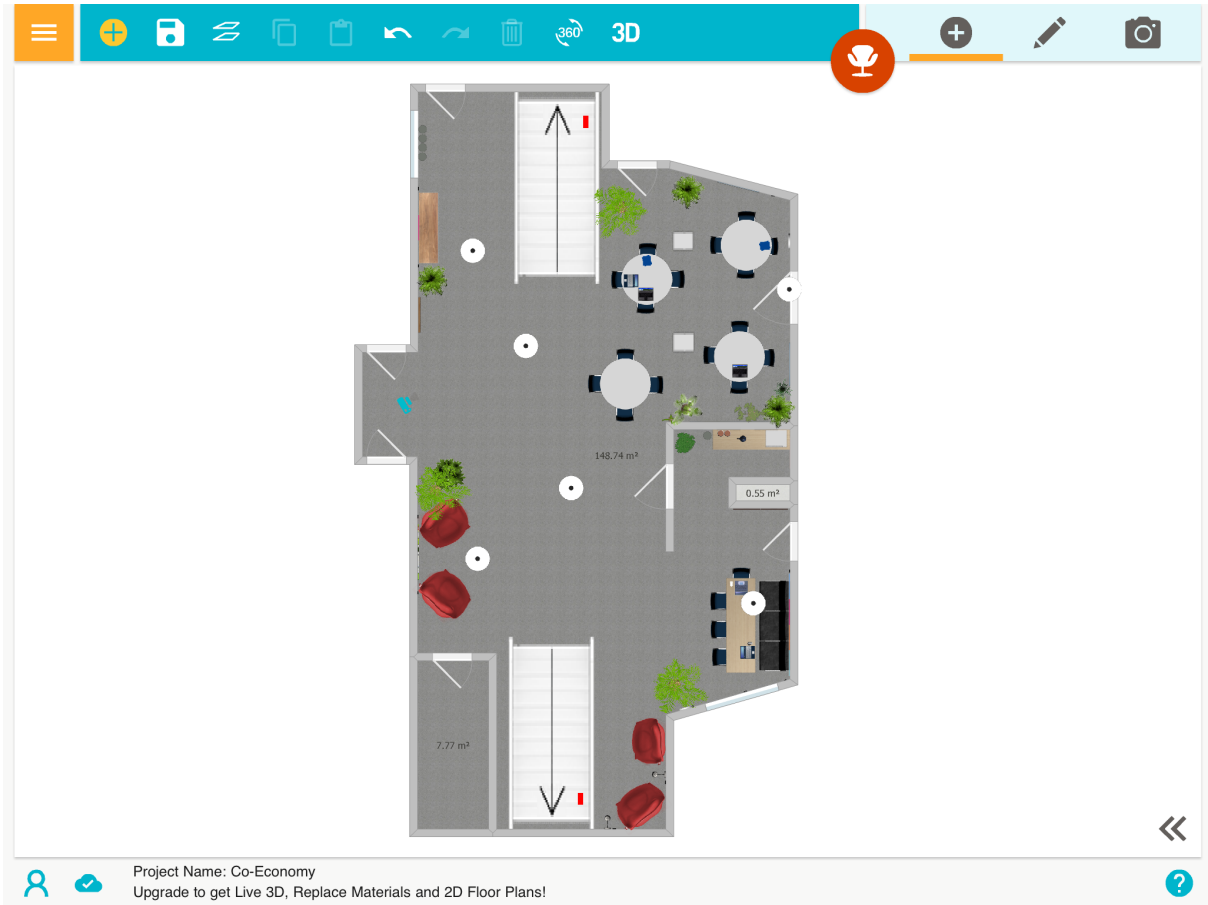 360°
3D
148.74 m²
0.55 m²
7.77 m²
Project Name: Co-Economy
Upgrade to get Live 3D, Replace Materials and 2D Floor Plans!
?